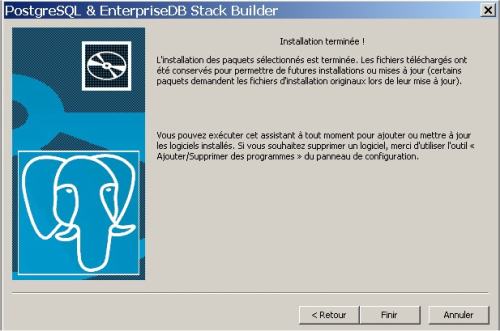 PostgreSQL & EnterpriseDB Stack Builder
Installation terminée !
L'installation des paquets sélectionnés est terminée. Les fichiers téléchargés ont
été conservés pour permettre de futures installations ou mises à jour (certains
paquets demandent les fichiers d'installation originaux lors de leur mise à jour).
Vous pouvez exécuter cet assistant à tout moment pour ajouter ou mettre à jour
les logiciels installés. Si vous souhaitez supprimer un logiciel, merci d'utiliser l'outil «
Ajouter/Supprimer des programmes » du panneau de configuration.
< Retour
Finir
Annuler